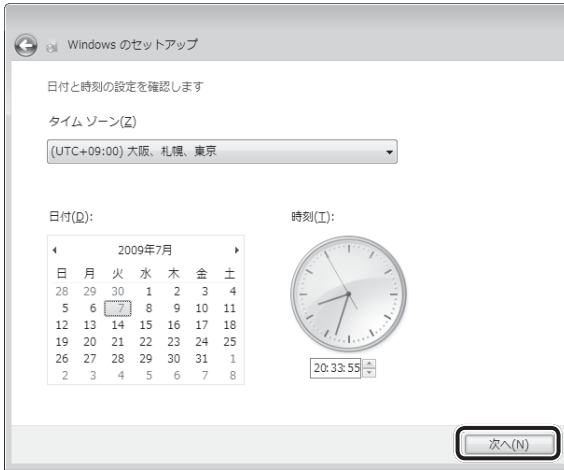 Windows のセットアップ
日付と時刻の設定を確認します
タイム ゾーン(Z)
(UTC+09:00) 大阪、札幌、東京
日付(D):
時刻(T):
2009年7月
日 月 火 水 木 金 土
28 29 30 1 2 3 4
5 6 7 8 9 10 11
12 13 14 15 16 17 18
19 20 21 22 23 24 25
26 27 28 29 30 31 1
2 3 4 5 6 7 8
20:33:55
次へ(N)